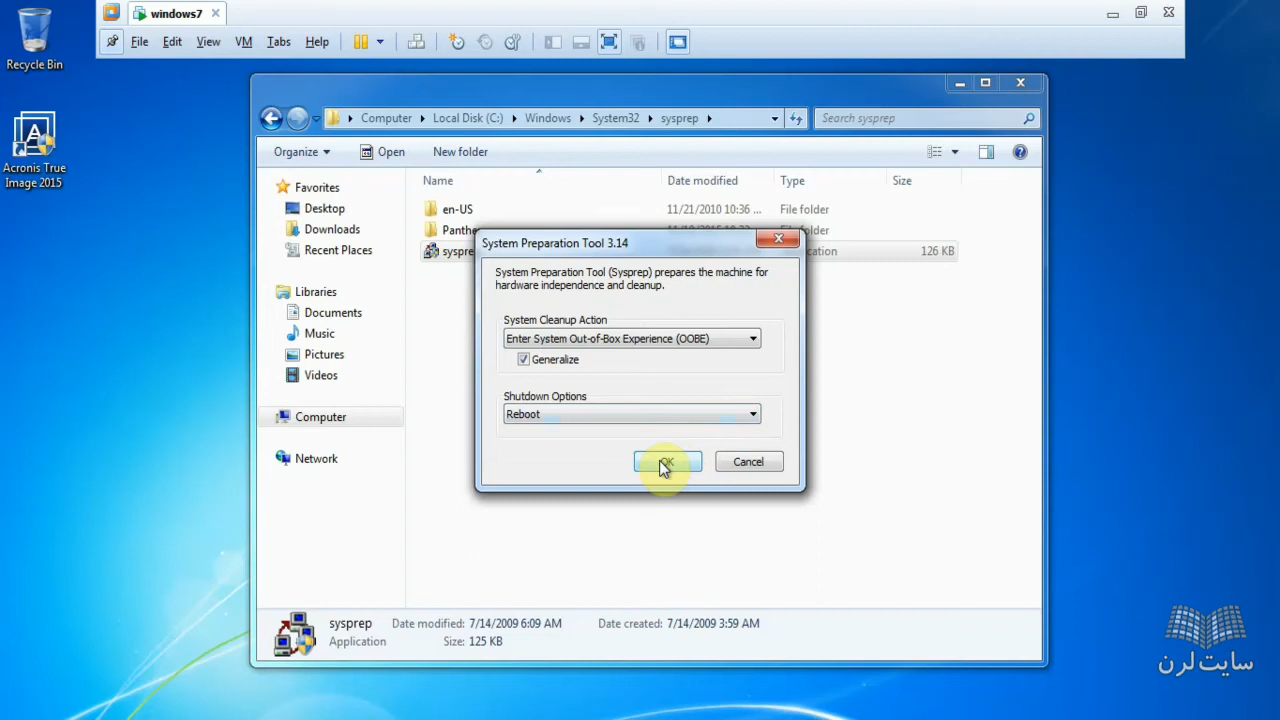 windows7
File Edit View VM Tabs Help
Recycle Bin
Acronis True
Image 2015
Computer Local Disk (C:) Windows System32 sysprep
Search sysprep
Organize Open New folder
Name Date modified Type Size
Favorites
Desktop
Downloads
Recent Places
Libraries
Documents
Music
Pictures
Videos
Computer
Network
en-US 11/21/2010 10:36 ... File folder
File folder
126 KB
System Preparation Tool 3.14
System Preparation Tool (Sysprep) prepares the machine for
hardware independence and cleanup.
System Cleanup Action
Enter System Out-of-Box Experience (OOBE)
Generalize
Shutdown Options
Reboot
OK Cancel
sysprep Date modified: 7/14/2009 6:09 AM Date created: 7/14/2009 3:59 AM
Application Size: 125 KB
سایت لرن